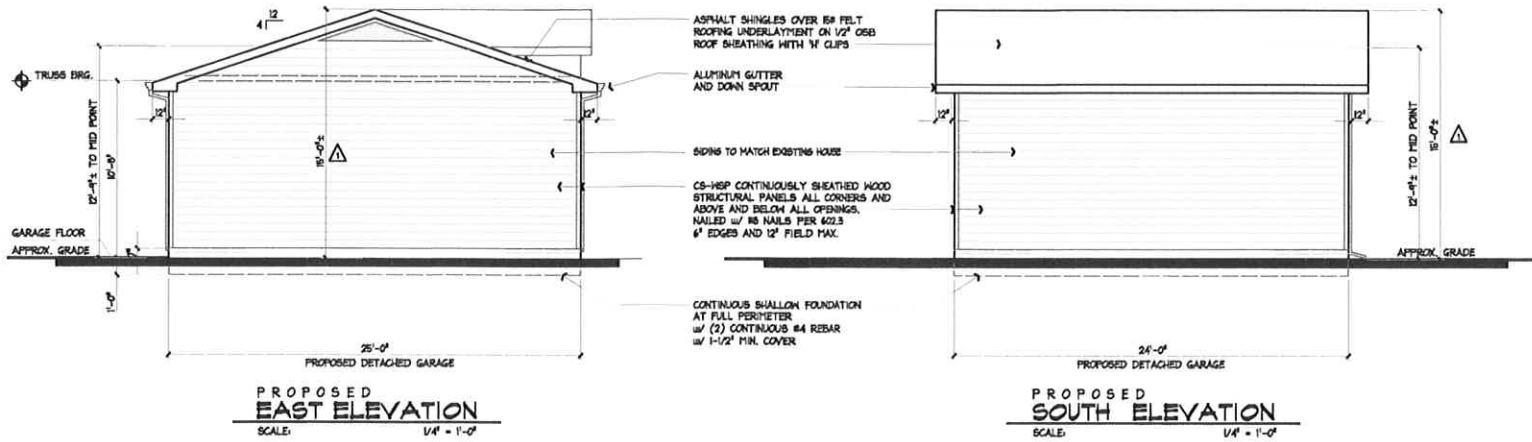 12
4
TRUSS BRG.
12"
12"
12'-9"± TO MID POINT
10'-8"
15'-0"±
1
GARAGE FLOOR
APPROX. GRADE
1'-0"
25'-0"
PROPOSED DETACHED GARAGE
PROPOSED
EAST ELEVATION
SCALE: 1/4" = 1'-0"
ASPHALT SHINGLES OVER 15# FELT
ROOFING UNDERLAYMENT ON 1/2" OSB
ROOF SHEATHING WITH 'H' CLIPS
ALUMINUM GUTTER
AND DOWN SPOUT
SIDING TO MATCH EXISTING HOUSE
CS-WSP CONTINUOUSLY SHEATHED WOOD
STRUCTURAL PANELS ALL CORNERS AND
ABOVE AND BELOW ALL OPENINGS,
NAILED w/ #8 NAILS PER 602.3
6" EDGES AND 12" FIELD MAX.
CONTINUOUS SHALLOW FOUNDATION
AT FULL PERIMETER
w/ (2) CONTINUOUS #4 REBAR
w/ 1-1/2" MIN. COVER
12"
12"
12'-9"± TO MID POINT
15'-0"±
1
APPROX. GRADE
24'-0"
PROPOSED DETACHED GARAGE
PROPOSED
SOUTH ELEVATION
SCALE: 1/4" = 1'-0"